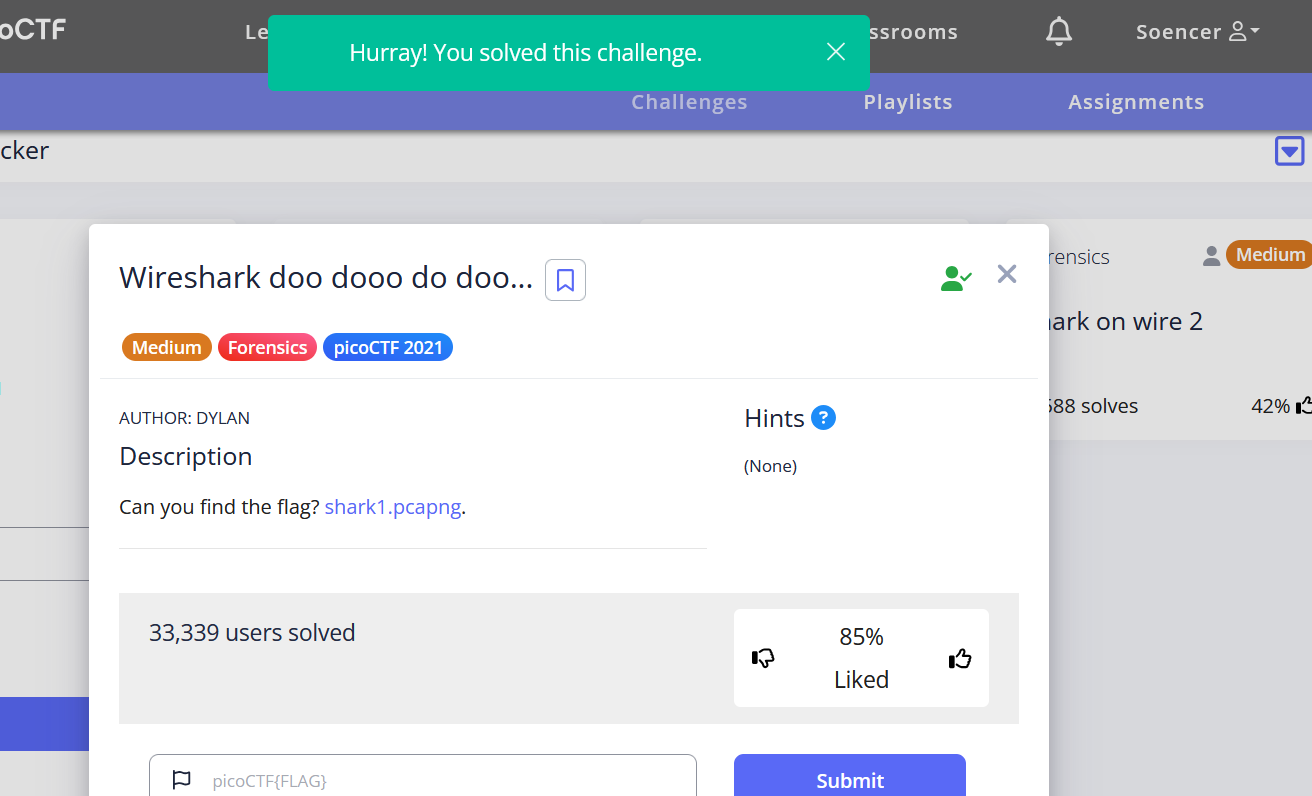 oCTF
Le
Hurray! You solved this challenge.
ssrooms
Soencer
Challenges
Playlists
Assignments
cker
Wireshark doo dooo do doo...
rensics
Medium
Medium
Forensics
picoCTF 2021
ark on wire 2
AUTHOR: DYLAN
Hints ?
588 solves
42%
Description
(None)
Can you find the flag? shark1.pcapng.
33,339 users solved
85%
Liked
picoCTF{FLAG}
Submit